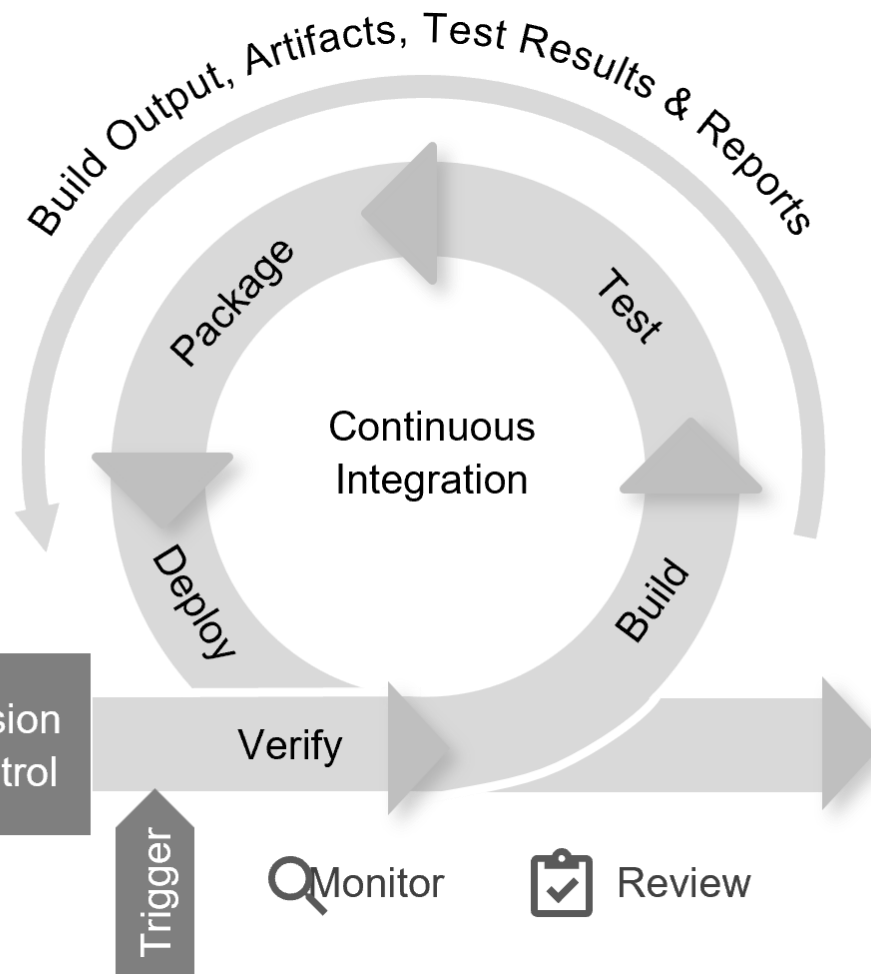 Build Output, Artifacts, Test Results & Reports
Package
Test
Continuous
Integration
Deploy
Build
sion
trol
Verify
Trigger
Monitor
Review